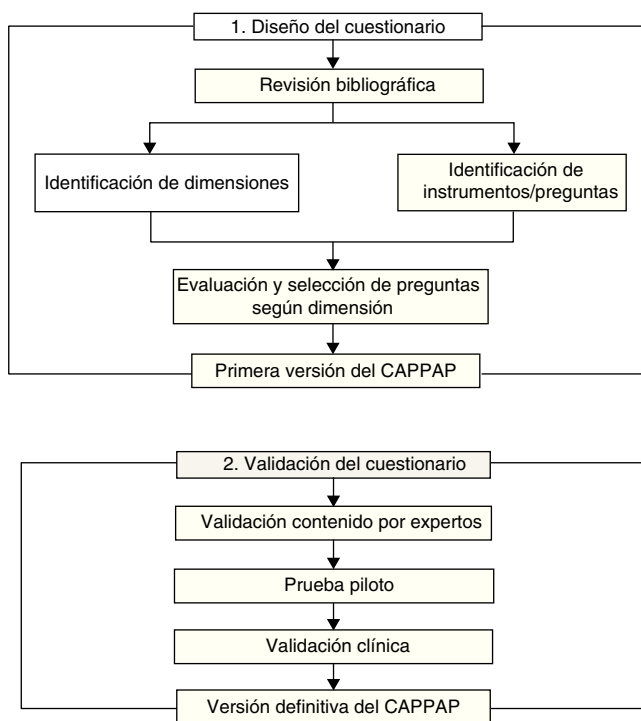 1. Diseño del cuestionario
Revisión bibliográfica
Identificación de dimensiones
Identificación de
instrumentos/preguntas
Evaluación y selección de preguntas
según dimensión
Primera versión del CAPPAP
2. Validación del cuestionario
Validación contenido por expertos
Prueba piloto
Validación clínica
Versión definitiva del CAPPAP